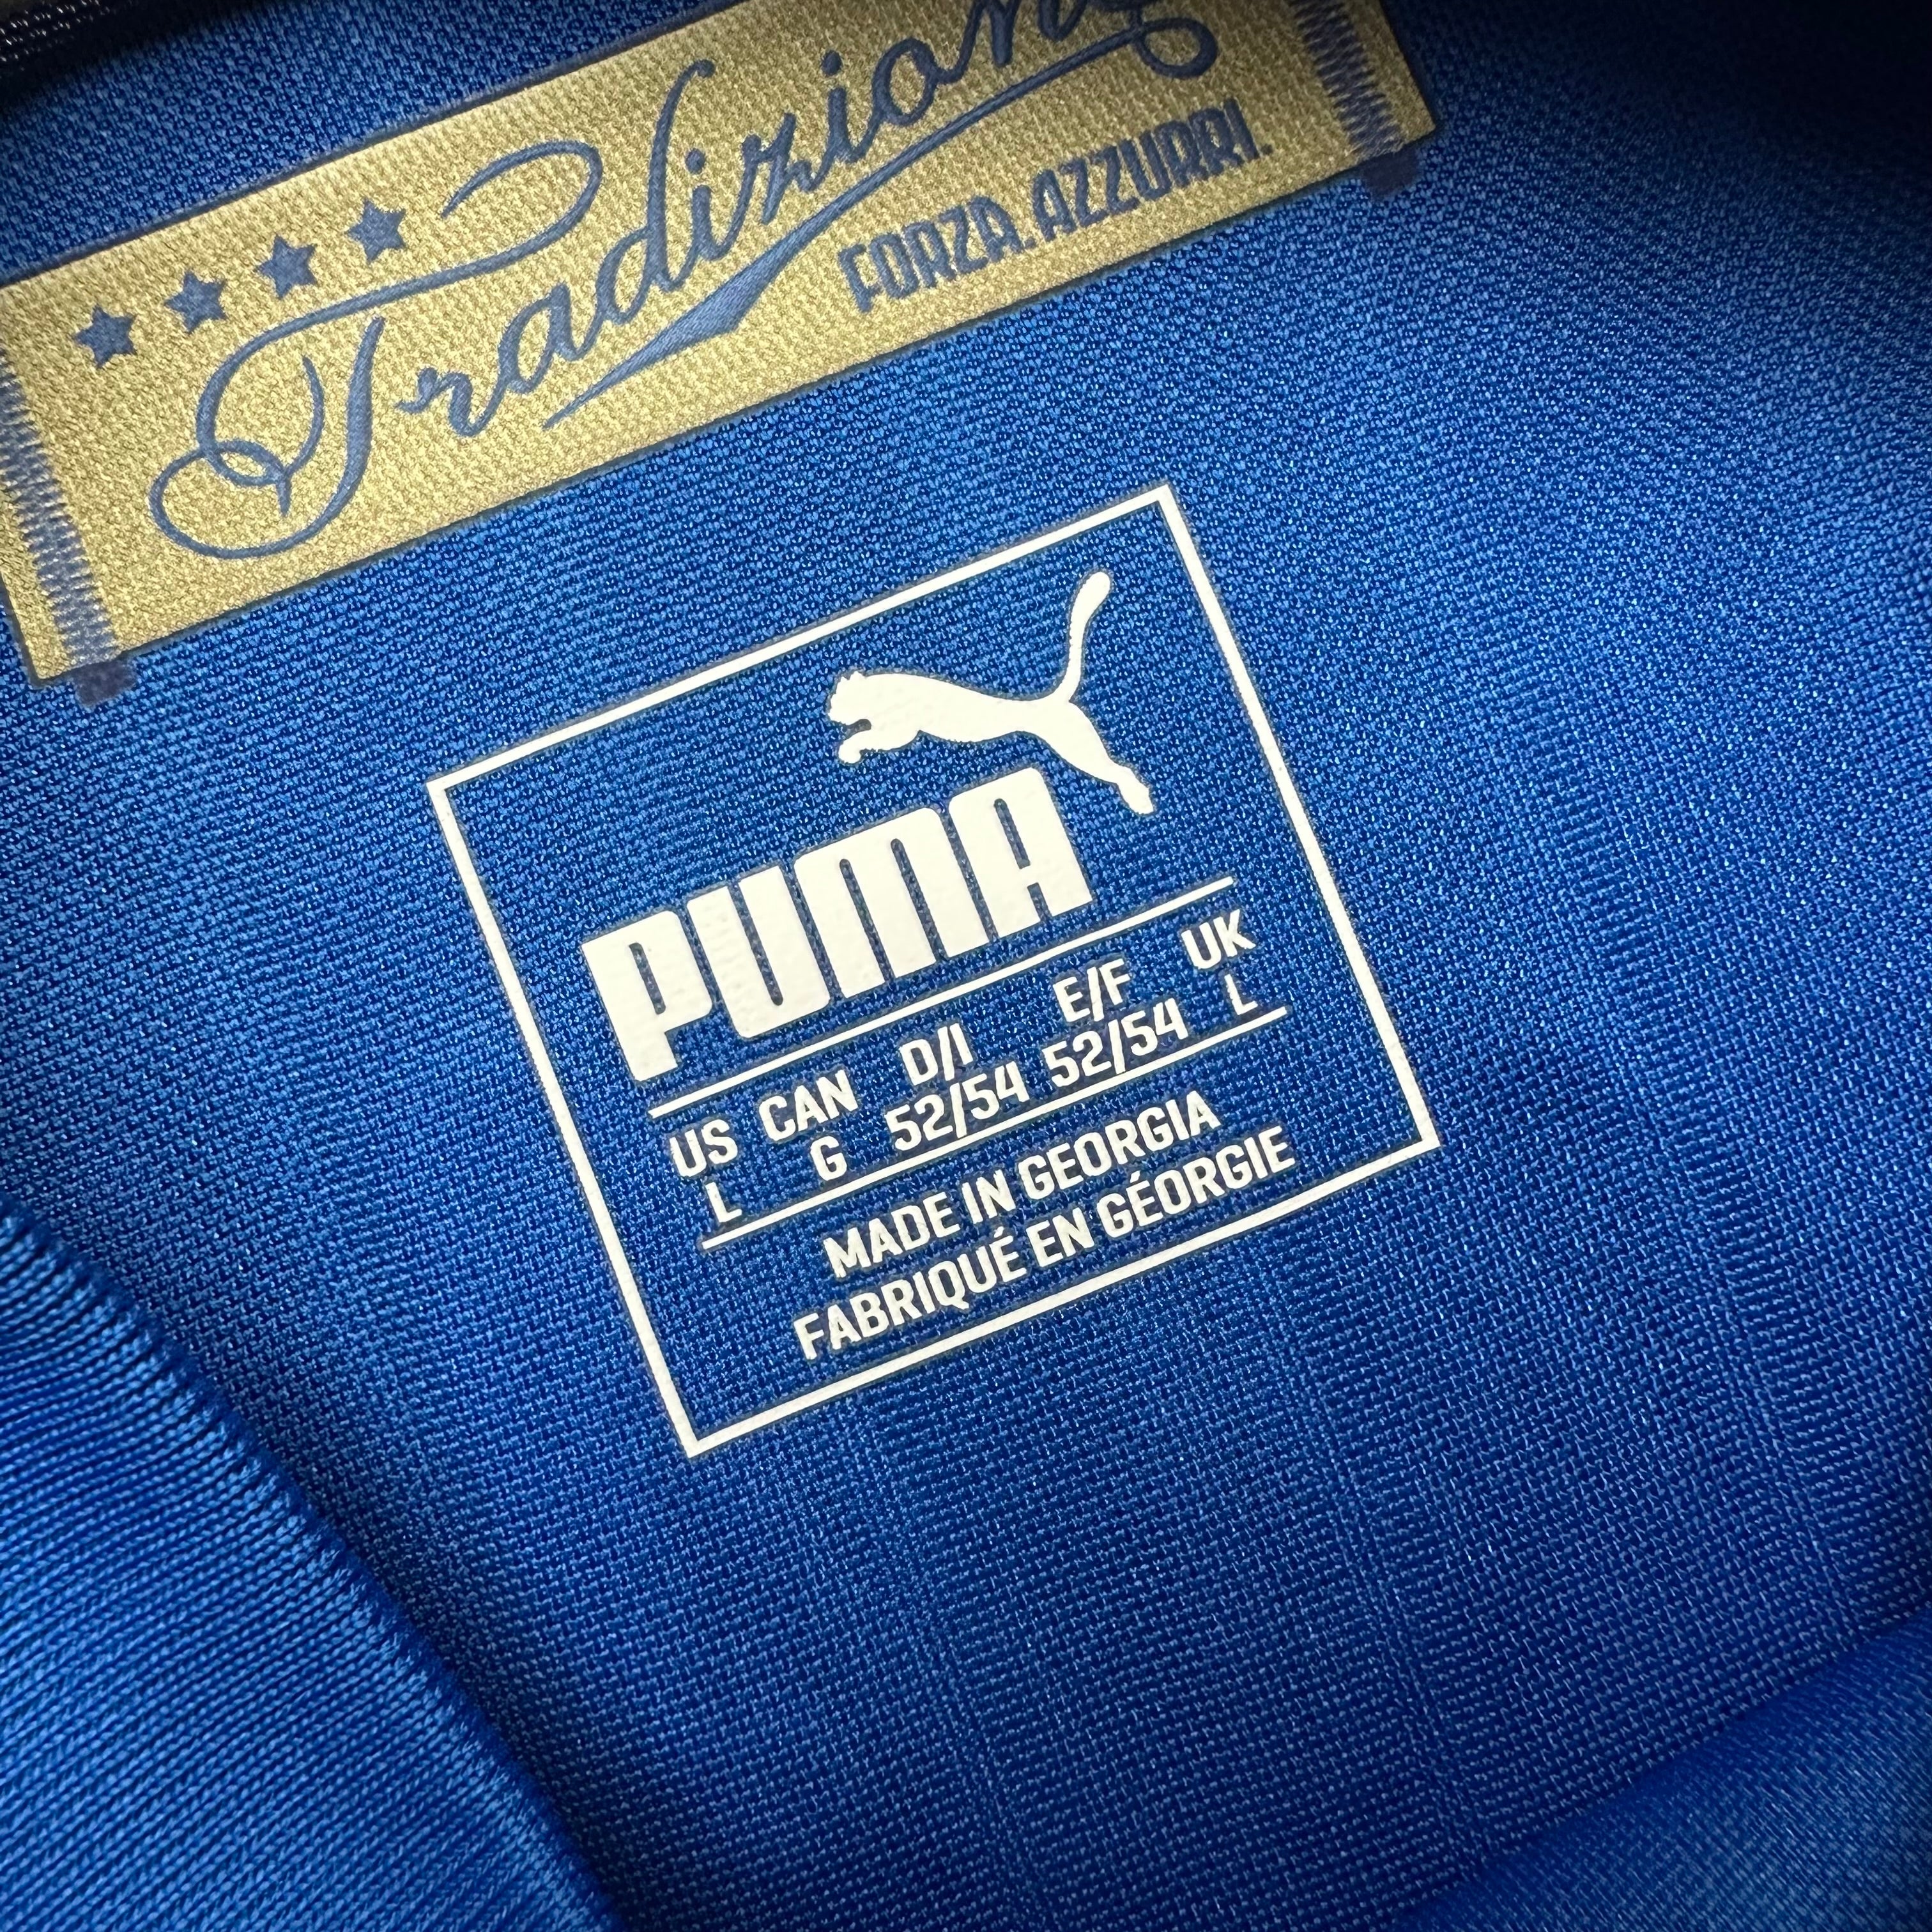 Tradizione
FORZA. AZZURRI.
PUMA
US CAN D/I E/F UK
L G 52/54 52/54 L
MADE IN GEORGIA
FABRIQUÉ EN GÉORGIE